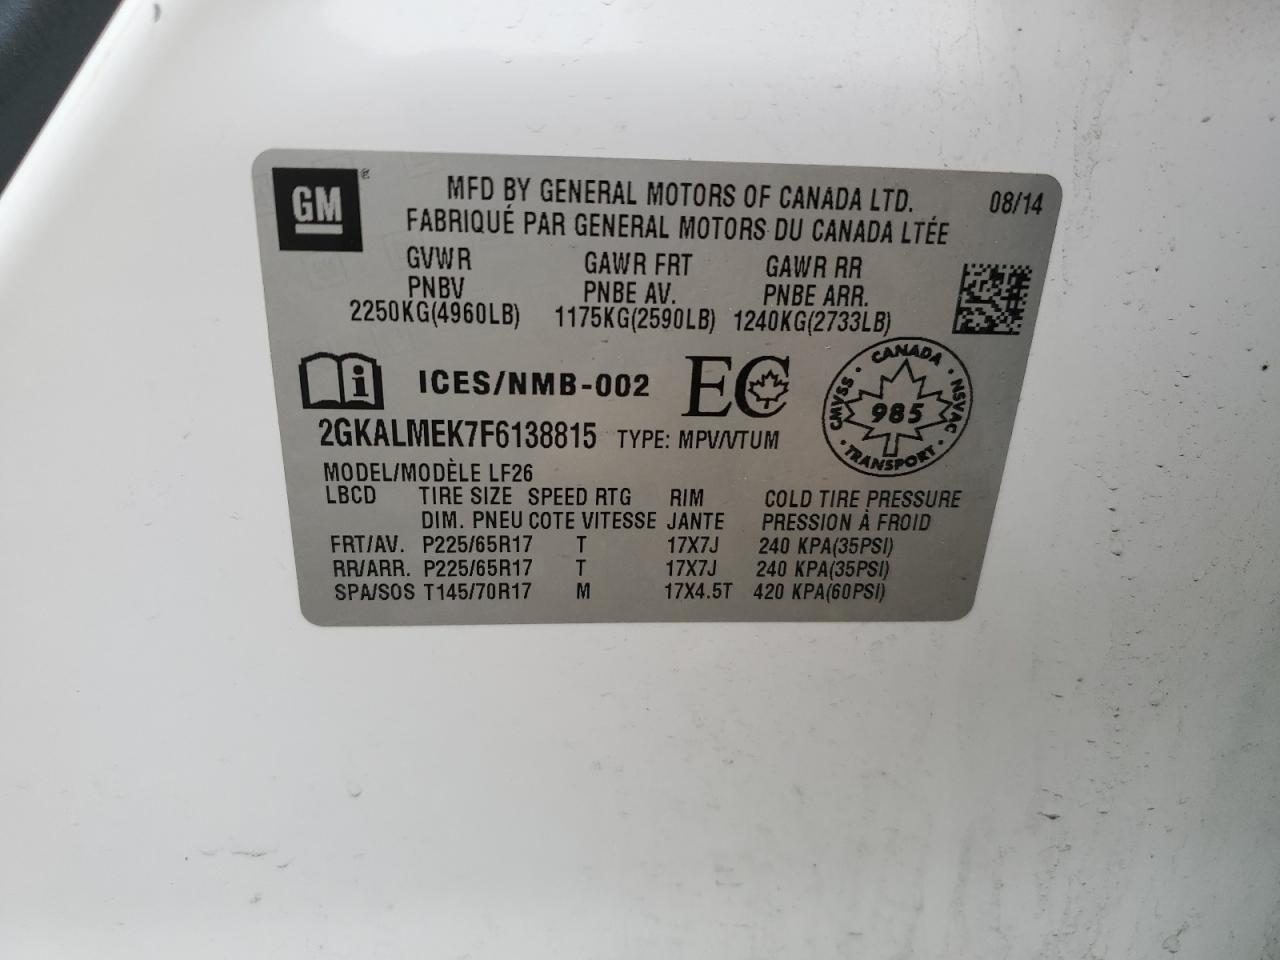 GM ®
MFD BY GENERAL MOTORS OF CANADA LTD. 08/14
FABRIQUÉ PAR GENERAL MOTORS DU CANADA LTÉE
GVWR GAWR FRT GAWR RR
PNBV PNBE AV. PNBE ARR.
2250KG(4960LB) 1175KG(2590LB) 1240KG(2733LB)
i ICES/NMB-002 EC
CANADA
CMVSS • 985 • NSVAC
TRANSPORT
2GKALMEK7F6138815 TYPE: MPV/VTUM
MODEL/MODÈLE LF26
LBCD TIRE SIZE SPEED RTG RIM COLD TIRE PRESSURE
DIM. PNEU COTE VITESSE JANTE PRESSION À FROID
FRT/AV. P225/65R17 T 17X7J 240 KPA(35PSI)
RR/ARR. P225/65R17 T 17X7J 240 KPA(35PSI)
SPA/SOS T145/70R17 M 17X4.5T 420 KPA(60PSI)